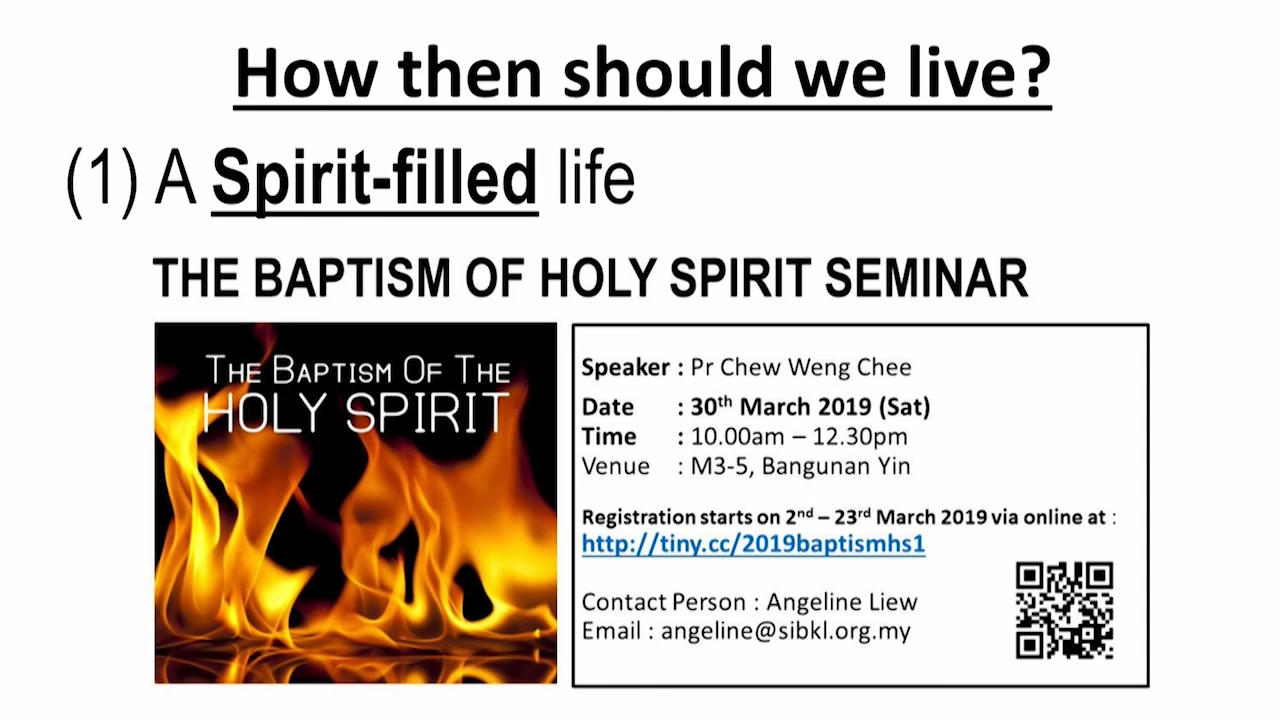 How then should we live?
(1) A Spirit-filled life
THE BAPTISM OF HOLY SPIRIT SEMINAR
THE BAPTISM OF THE
HOLY SPIRIT
Speaker : Pr Chew Weng Chee
Date : 30th March 2019 (Sat)
Time : 10.00am – 12.30pm
Venue : M3-5, Bangunan Yin
Registration starts on 2nd – 23rd March 2019 via online at :
http://tiny.cc/2019baptismhs1
Contact Person : Angeline Liew
Email : angeline@sibkl.org.my